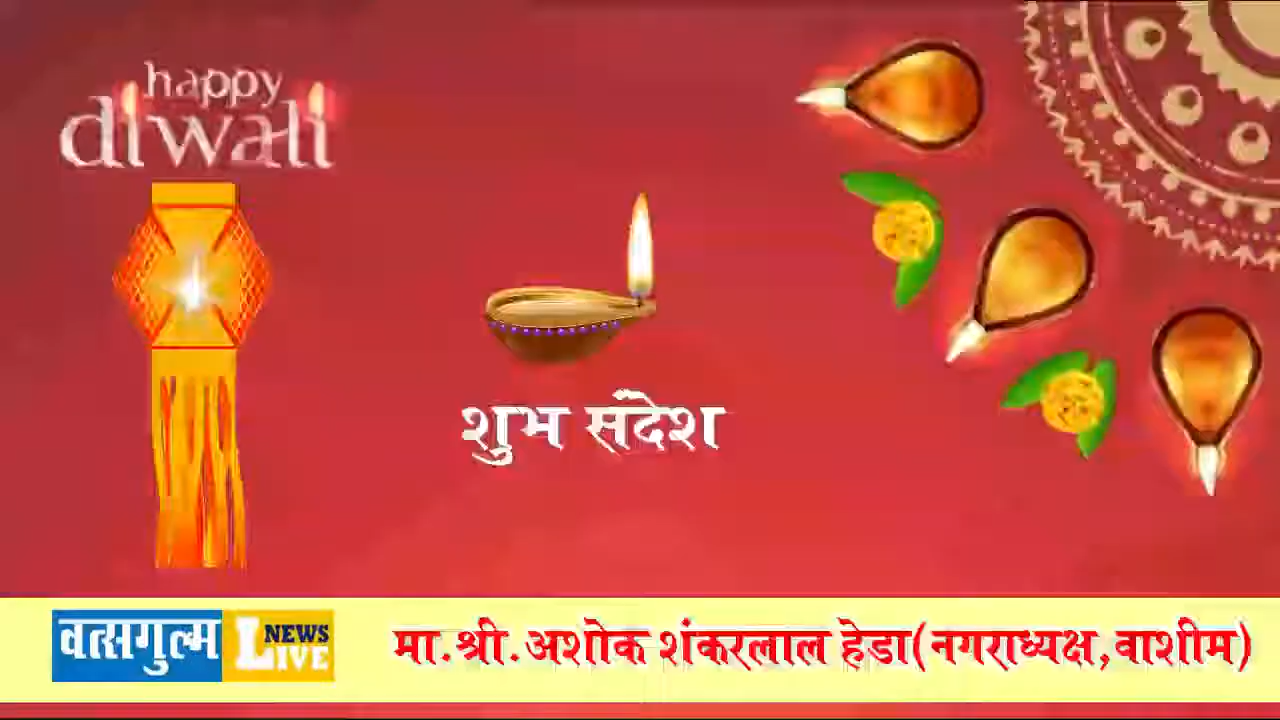 happy
diwali
शुभ संदेश
वत्सगुल्म LIVE NEWS
मा.श्री.अशोक शंकरलाल हेडा(नगराध्यक्ष,वाशीम)